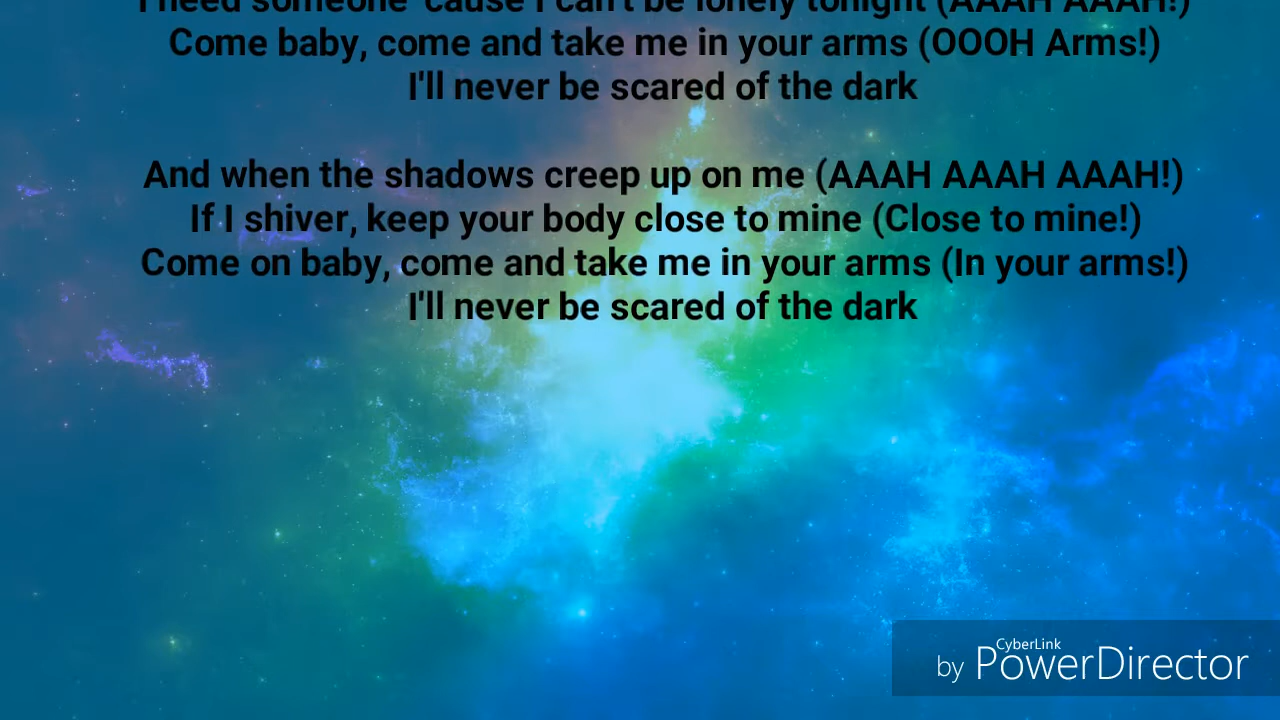 I need someone 'cause I can't be lonely tonight (AAAH AAAH!)
Come baby, come and take me in your arms (OOOH Arms!)
I'll never be scared of the dark
And when the shadows creep up on me (AAAH AAAH AAAH!)
If I shiver, keep your body close to mine (Close to mine!)
Come on baby, come and take me in your arms (In your arms!)
I'll never be scared of the dark
by CyberLink PowerDirector